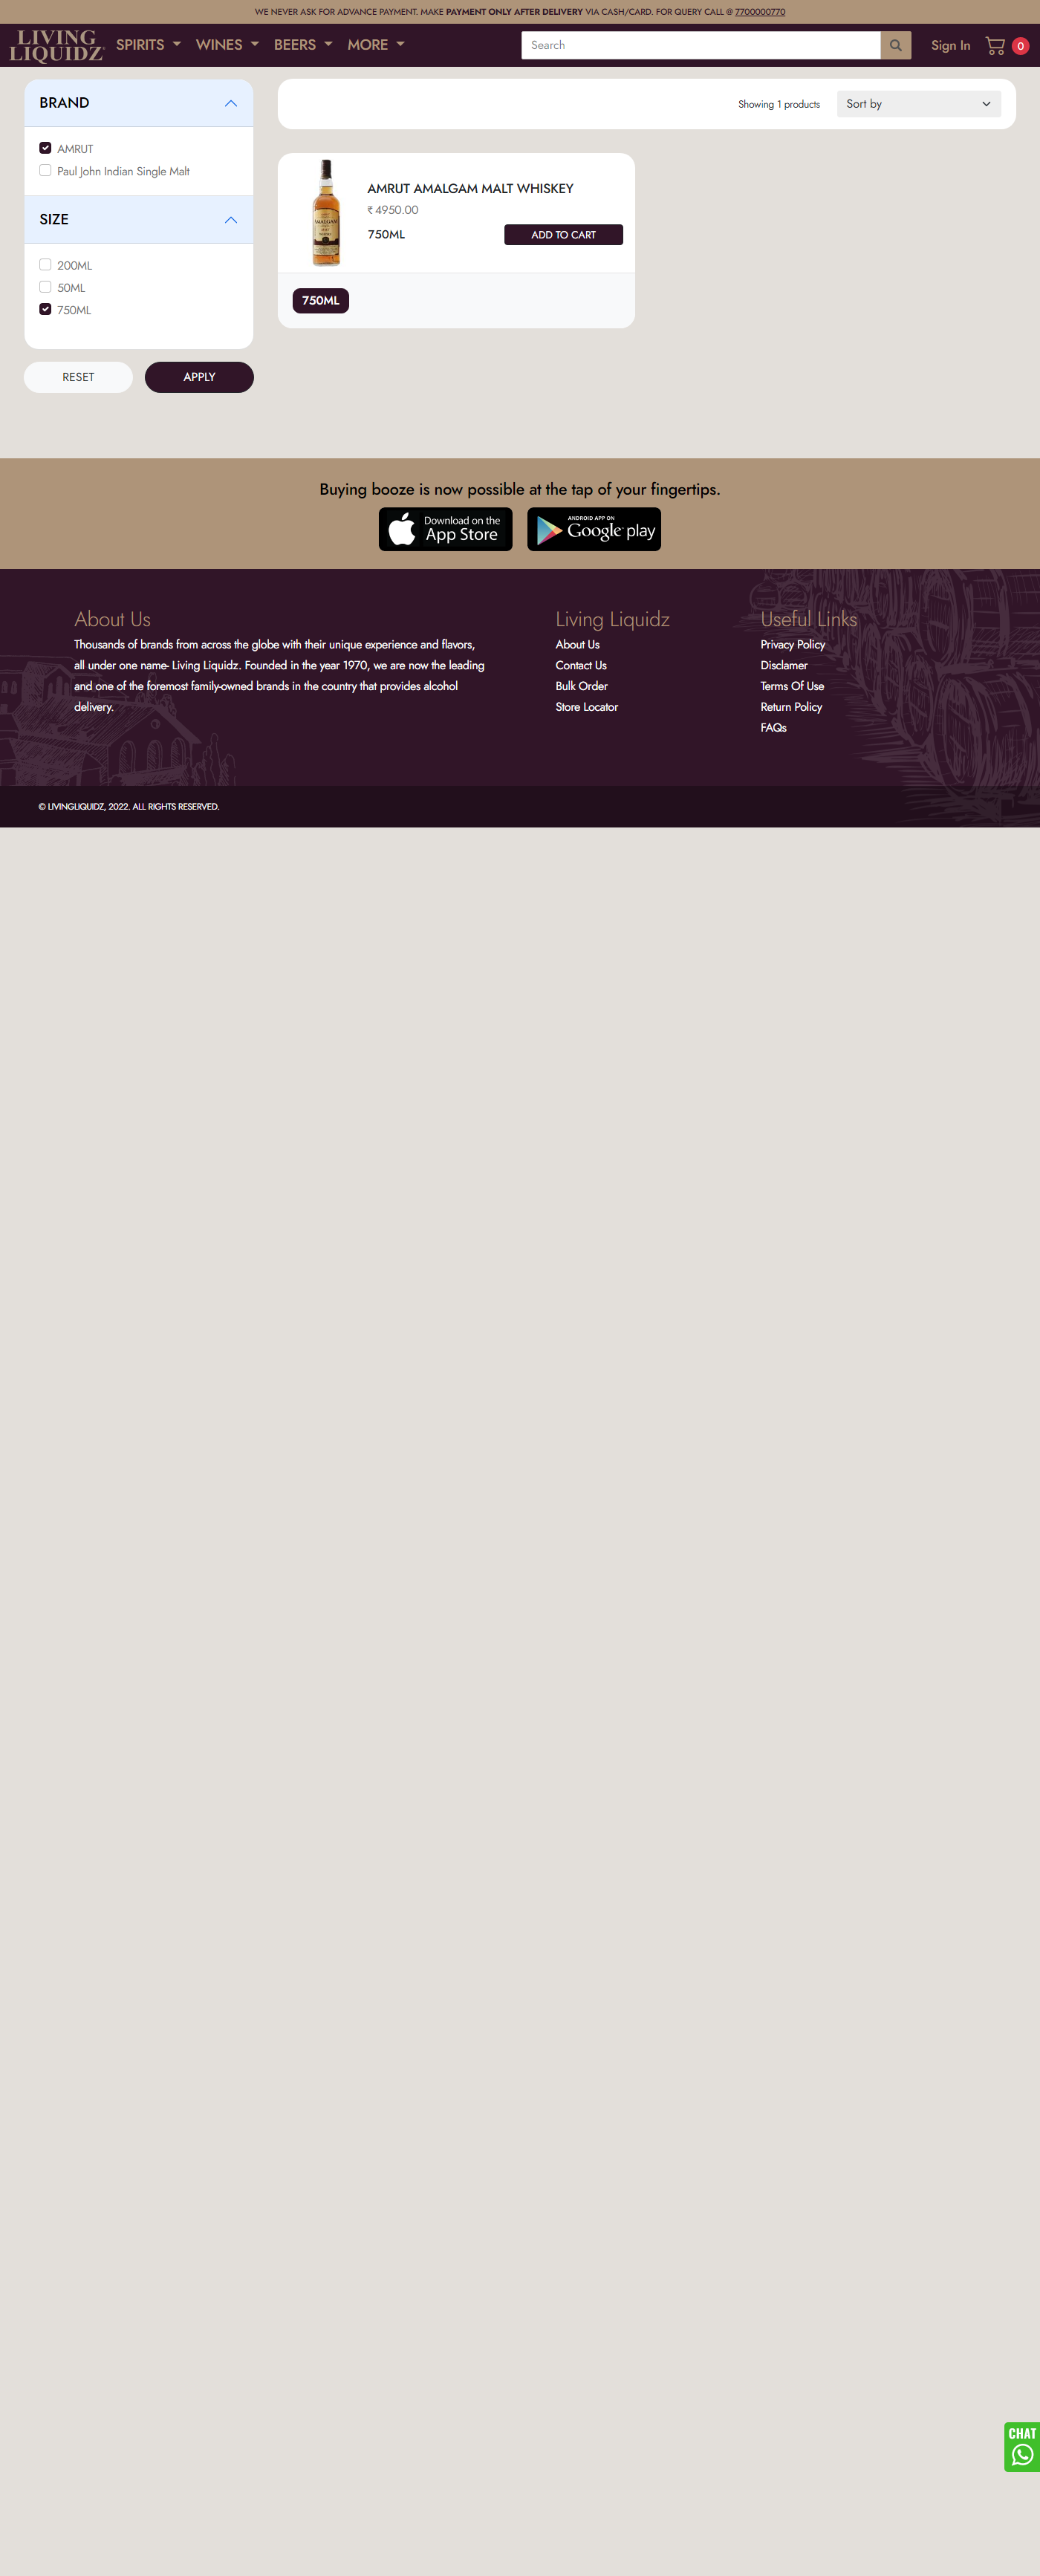 WE NEVER ASK FOR ADVANCE PAYMENT. MAKE PAYMENT ONLY AFTER DELIVERY VIA CASH/CARD. FOR QUERY CALL @ 7700000770
LIVING
LIQUIDZ
SPIRITS WINES BEERS MORE
Search
Sign In 0
BRAND
AMRUT
Paul John Indian Single Malt
SIZE
200ML
50ML
750ML
RESET APPLY
Showing 1 products Sort by
AMALGAM
AMRUT AMALGAM MALT WHISKEY
₹ 4950.00
750ML ADD TO CART
750ML
Buying booze is now possible at the tap of your fingertips.
Download on the
App Store
ANDROID APP ON
Google play
About Us
Thousands of brands from across the globe with their unique experience and flavors,
all under one name- Living Liquidz. Founded in the year 1970, we are now the leading
and one of the foremost family-owned brands in the country that provides alcohol
delivery.
Living Liquidz
About Us
Contact Us
Bulk Order
Store Locator
Useful Links
Privacy Policy
Disclamer
Terms Of Use
Return Policy
FAQs
© LIVINGLIQUIDZ, 2022. ALL RIGHTS RESERVED.
CHAT